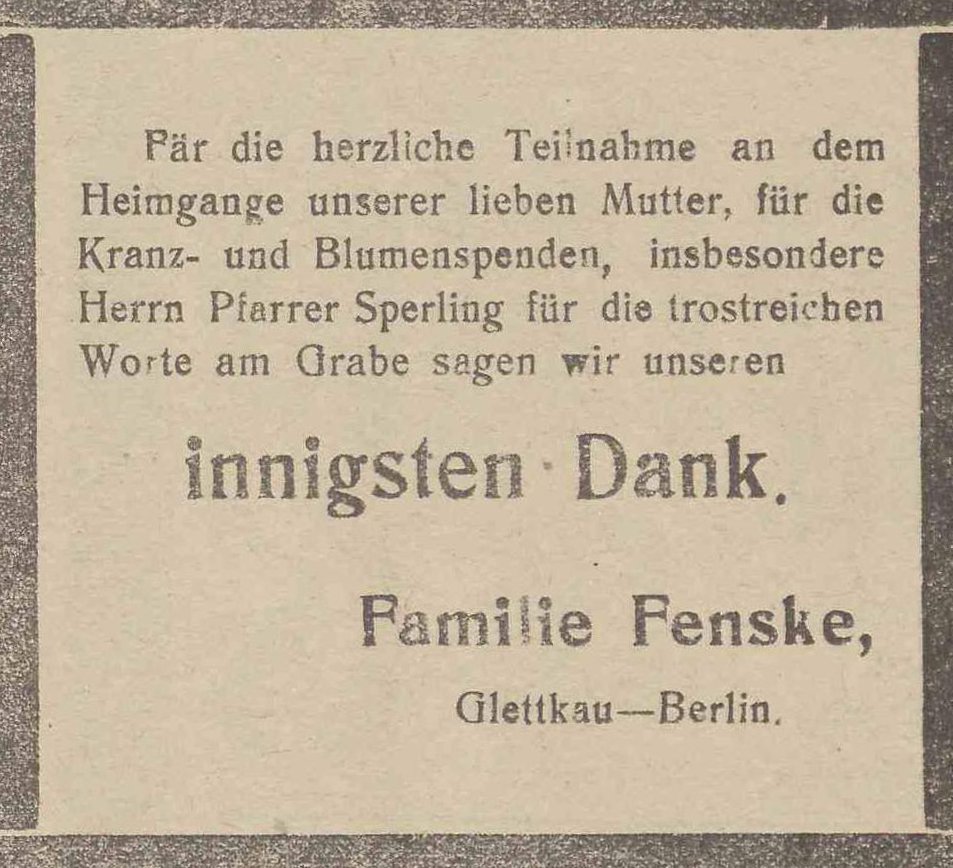 Für die herzliche Teilnahme an dem
Heimgange unserer lieben Mutter, für die
Kranz- und Blumenspenden, insbesondere
Herrn Pfarrer Sperling für die trostreichen
Worte am Grabe sagen wir unseren
innigsten Dank.
Familie Fenske,
Glettkau—Berlin.